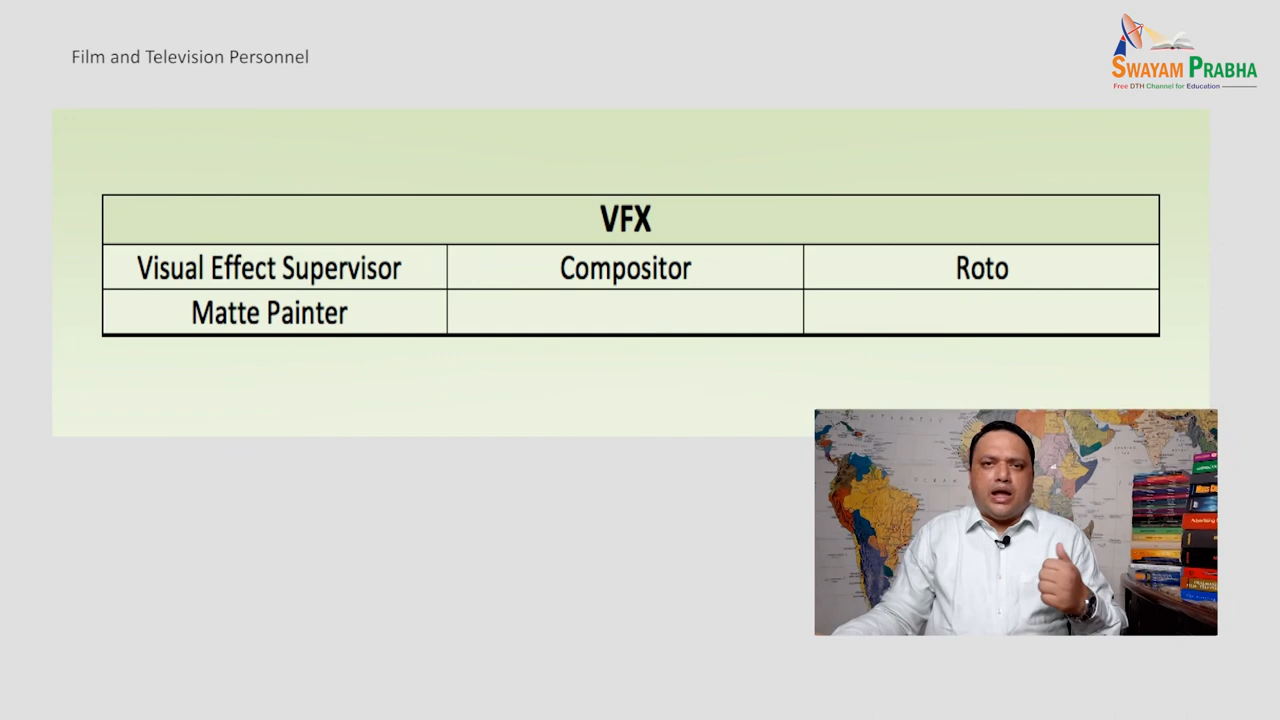 Film and Television Personnel
SWAYAM PRABHA
Free DTH Channel for Education
VFX
Visual Effect Supervisor
Compositor
Roto
Matte Painter